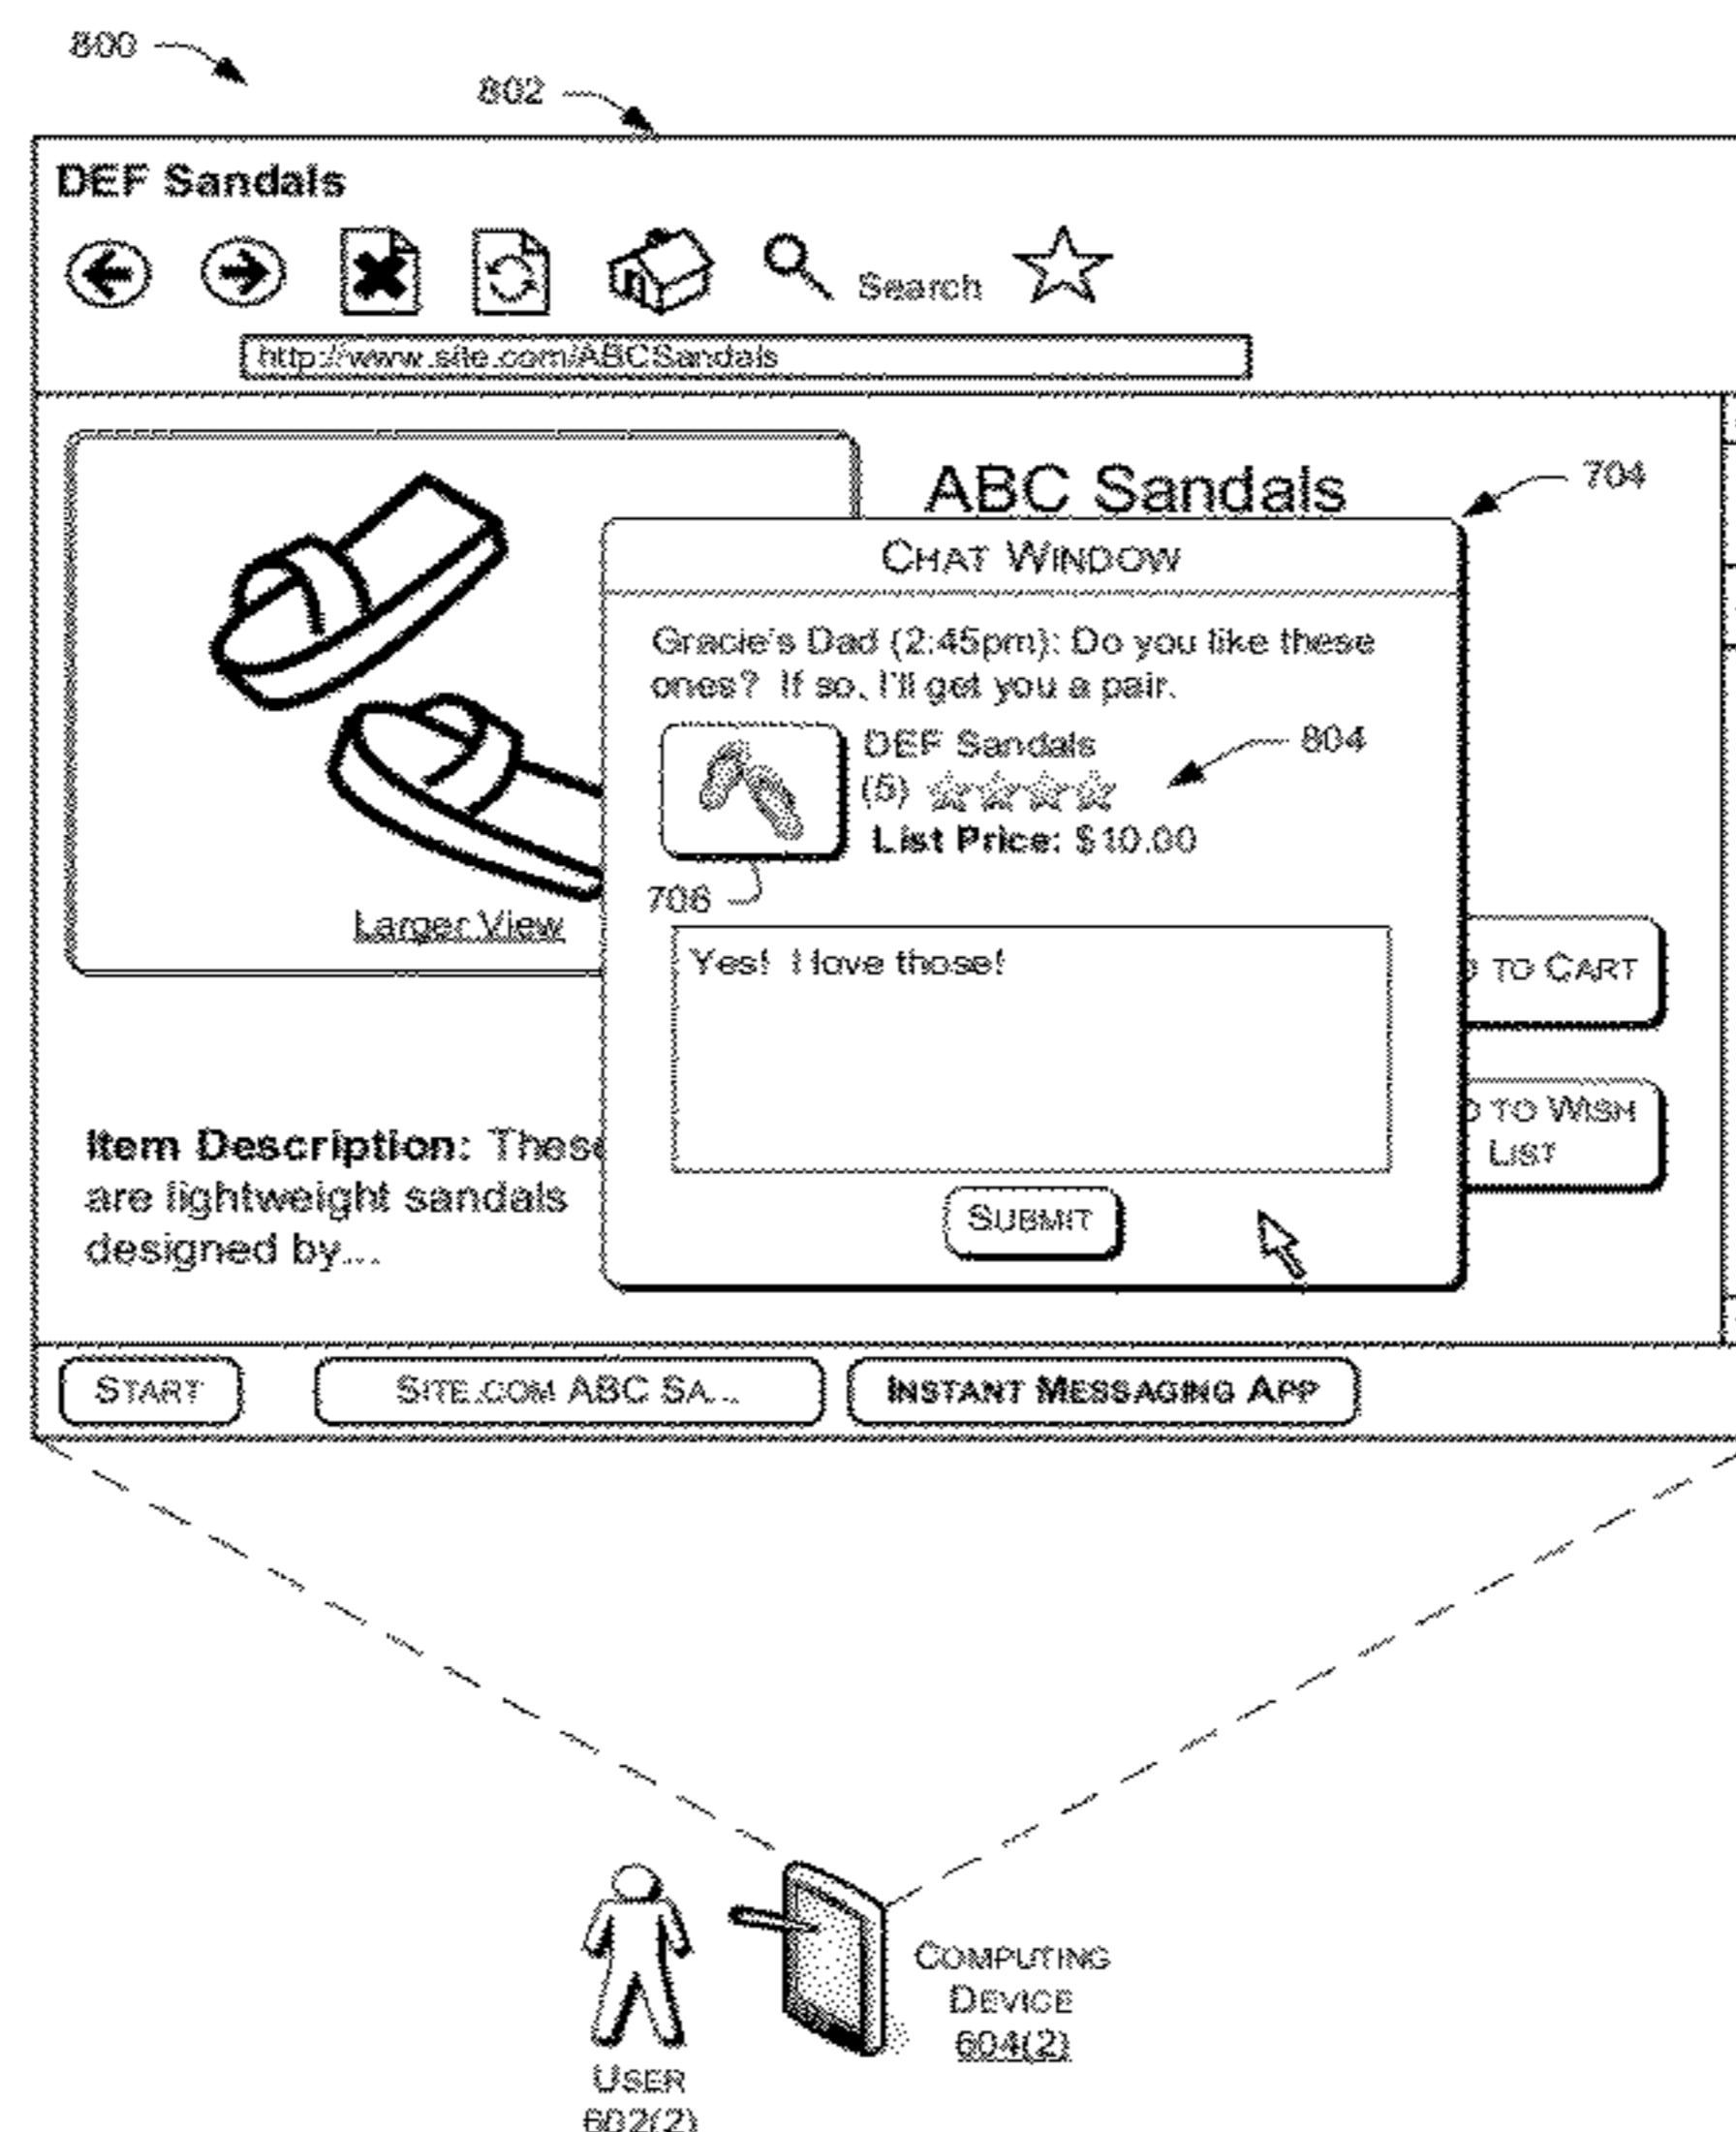 800
802
DEF Sandals
Search
http://www.site.com/ABCSandals
ABC Sandals
704
CHAT WINDOW
Gracie's Dad (2:45pm): Do you like these
ones?  If so, I'll get you a pair.
DEF Sandals
804
(5)
List Price: $10.00
706
Larger View
Yes!  I love those!
TO CART
TO WISH
LIST
Item Description: These
are lightweight sandals
designed by...
SUBMIT
START
SITE.COM ABC SA...
INSTANT MESSAGING APP
COMPUTING
DEVICE
604(2)
USER
602(2)